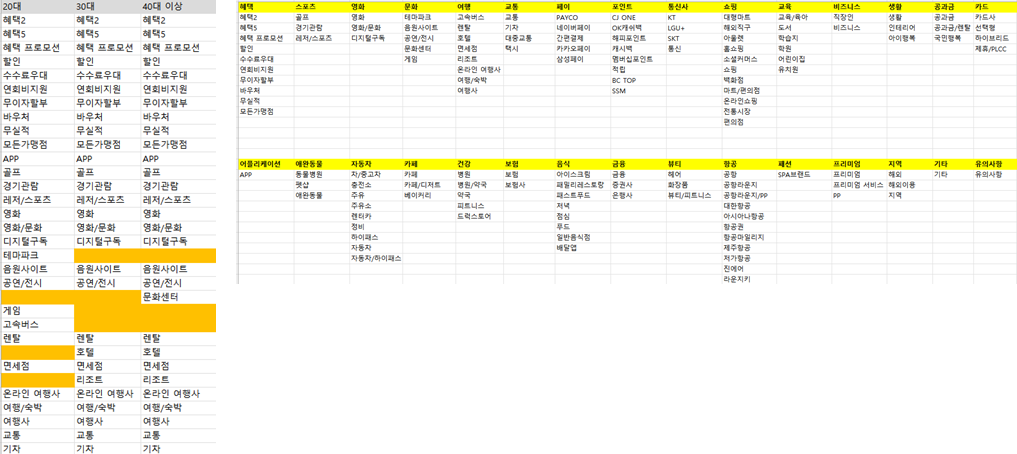 20대 30대 40대 이상
혜택2 혜택2 혜택2
혜택5 혜택5 혜택5
혜택 프로모션 혜택 프로모션 혜택 프로모션
할인 할인 할인
수수료우대 수수료우대 수수료우대
연회비지원 연회비지원 연회비지원
무이자할부 무이자할부 무이자할부
바우처 바우처 바우처
무실적 무실적 무실적
모든가맹점 모든가맹점 모든가맹점
APP APP APP
골프 골프 골프
경기관람 경기관람 경기관람
레저/스포츠 레저/스포츠 레저/스포츠
영화 영화 영화
영화/문화 영화/문화 영화/문화
디지털구독 디지털구독 디지털구독
테마파크
음원사이트 음원사이트 음원사이트
공연/전시 공연/전시 공연/전시
문화센터
게임
고속버스
렌탈 렌탈 렌탈
호텔 호텔
면세점 면세점 면세점
리조트 리조트
온라인 여행사 온라인 여행사 온라인 여행사
여행/숙박 여행/숙박 여행/숙박
여행사 여행사 여행사
교통 교통 교통
기차 기차 기차
혜택 스포츠 영화 문화 여행 교통 페이 포인트 통신사 쇼핑 교육 비즈니스 생활 공과금 카드
혜택2 골프 영화 테마파크 고속버스 교통 PAYCO CJ ONE KT 대형마트 교육/육아 직장인 생활 공과금 카드사
혜택5 경기관람 영화/문화 음원사이트 렌탈 기차 네이버페이 OK캐쉬백 LGU+ 해외직구 도서 비즈니스 인테리어 공과금/렌탈 선택형
혜택 프로모션 레저/스포츠 디지털구독 공연/전시 호텔 대중교통 간편결제 해피포인트 SKT 아울렛 학습지 아이행복 국민행복 하이브리드
할인 문화센터 면세점 택시 카카오페이 캐시백 통신 홈쇼핑 학원 제휴/PLCC
수수료우대 게임 리조트 삼성페이 멤버십포인트 소셜커머스 어린이집
연회비지원 온라인 여행사 적립 쇼핑 유치원
무이자할부 여행/숙박 BC TOP 백화점
바우처 여행사 SSM 마트/편의점
무실적 온라인쇼핑
모든가맹점 전통시장
편의점
어플리케이션 애완동물 자동차 카페 건강 보험 음식 금융 뷰티 항공 패션 프리미엄 지역 기타 유의사항
APP 동물병원 차/중고차 카페 병원 보험 아이스크림 금융 헤어 공항 SPA브랜드 프리미엄 해외 기타 유의사항
펫샵 충전소 카페/디저트 병원/약국 보험사 패밀리레스토랑 증권사 화장품 공항라운지 프리미엄 서비스 해외이용
애완동물 주유 베이커리 약국 패스트푸드 은행사 뷰티/피트니스 공항라운지/PP PP 지역
주유소 피트니스 저녁 대한항공
렌터카 드럭스토어 점심 아시아나항공
정비 푸드 항공권
하이패스 일반음식점 항공마일리지
자동차 배달앱 제주항공
자동차/하이패스 저가항공
진에어
라운지키